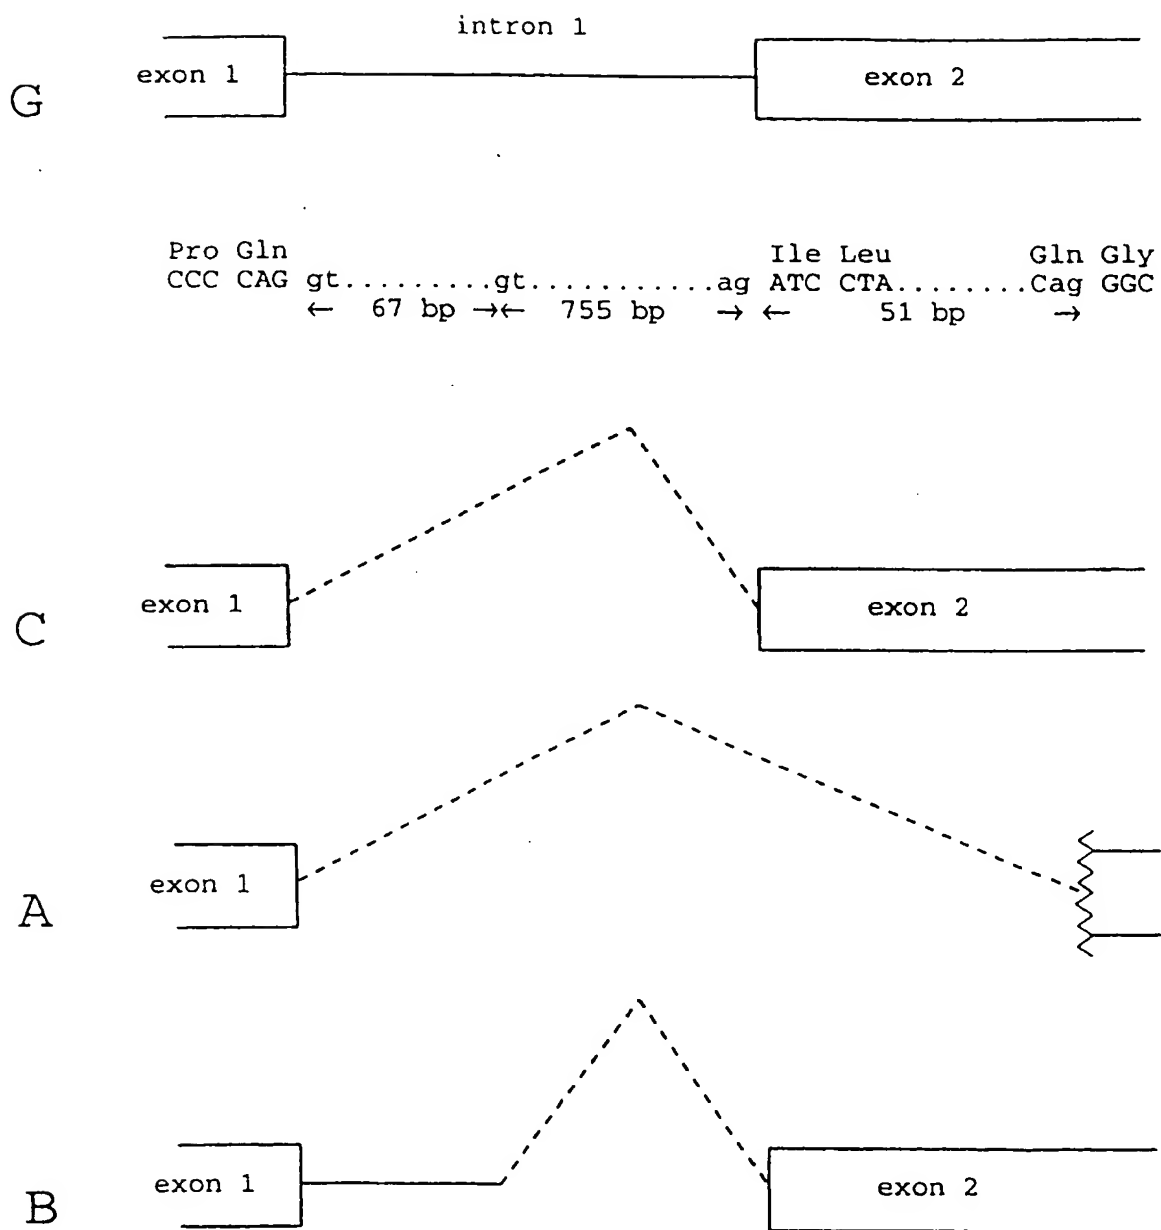 intron 1
exon 1 exon 2
G
Pro Gln Ile Leu Gln Gly
CCC CAG gt.........gt............ag ATC CTA........Cag GGC
← 67 bp →← 755 bp → ← 51 bp →
exon 1 exon 2
C
exon 1
A
exon 1 exon 2
B